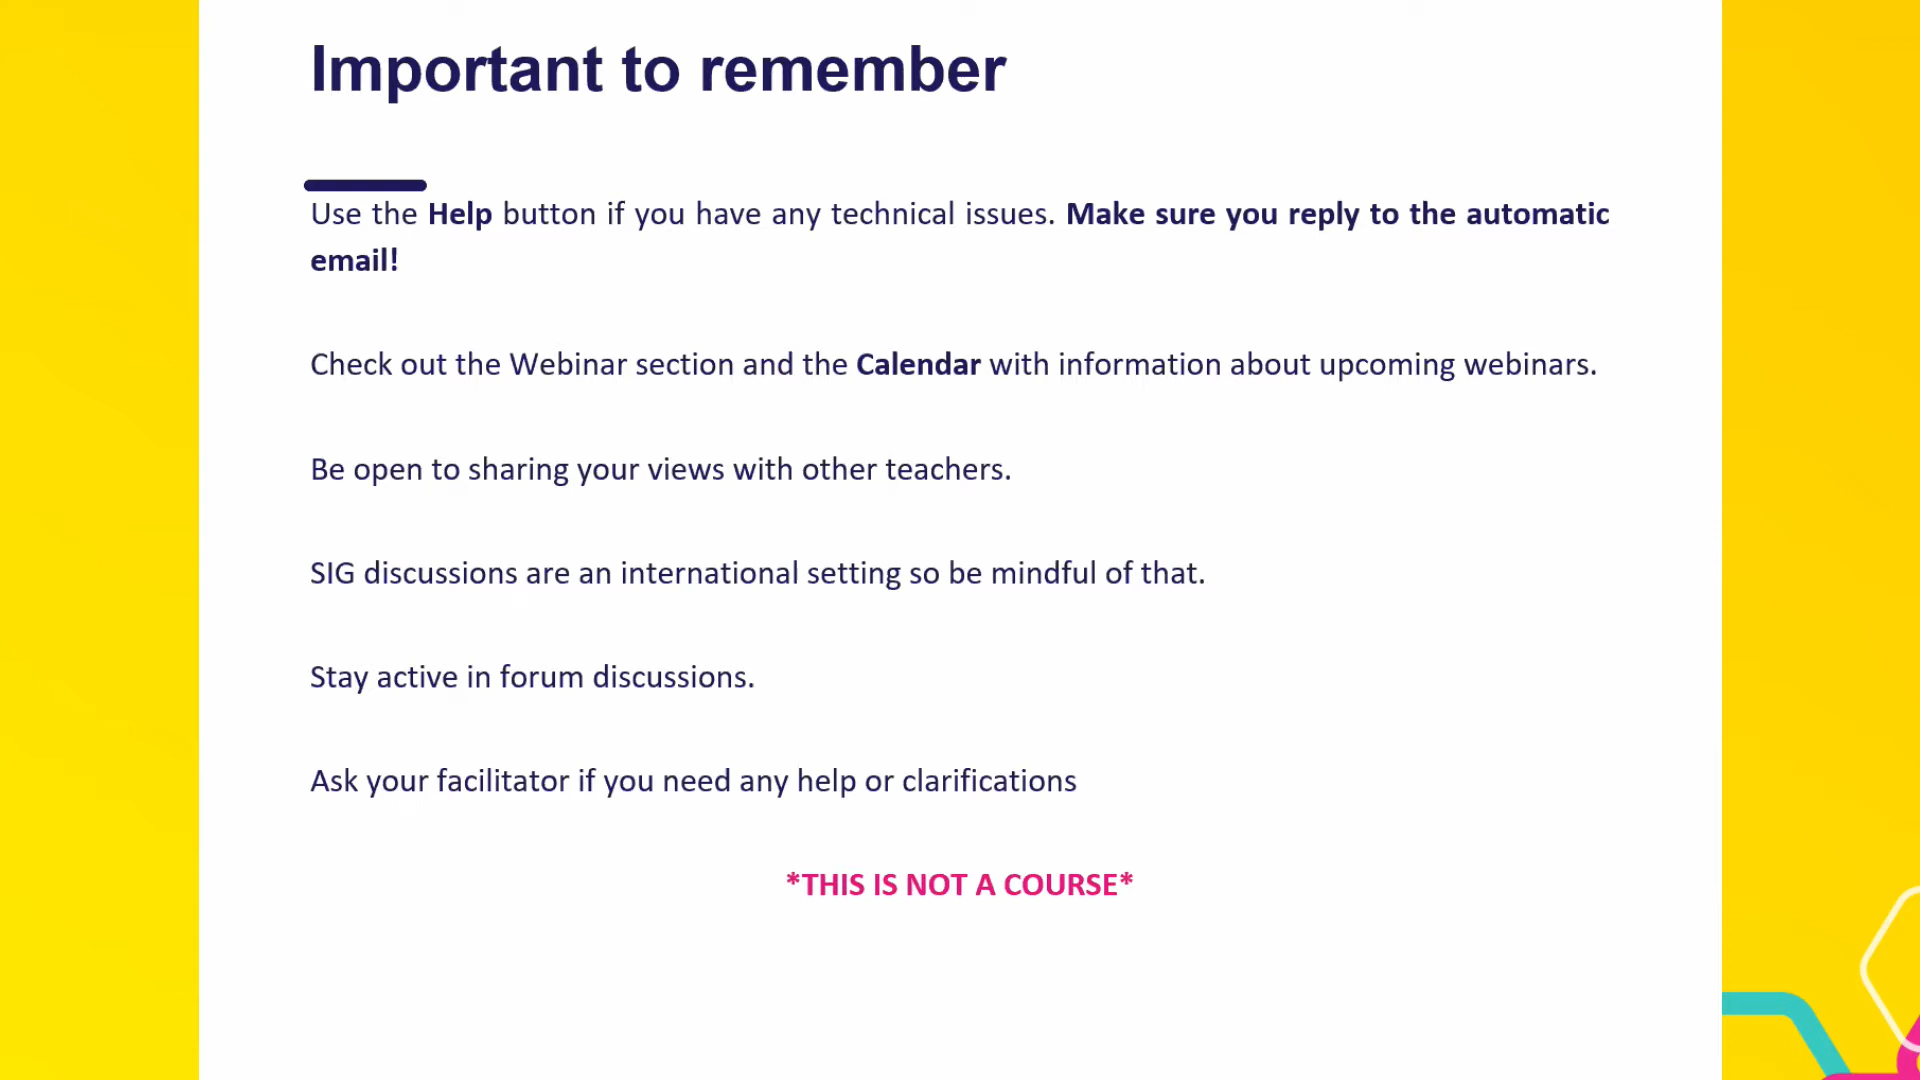 Important to remember
Use the Help button if you have any technical issues. Make sure you reply to the automatic
email!
Check out the Webinar section and the Calendar with information about upcoming webinars.
Be open to sharing your views with other teachers.
SIG discussions are an international setting so be mindful of that.
Stay active in forum discussions.
Ask your facilitator if you need any help or clarifications
*THIS IS NOT A COURSE*